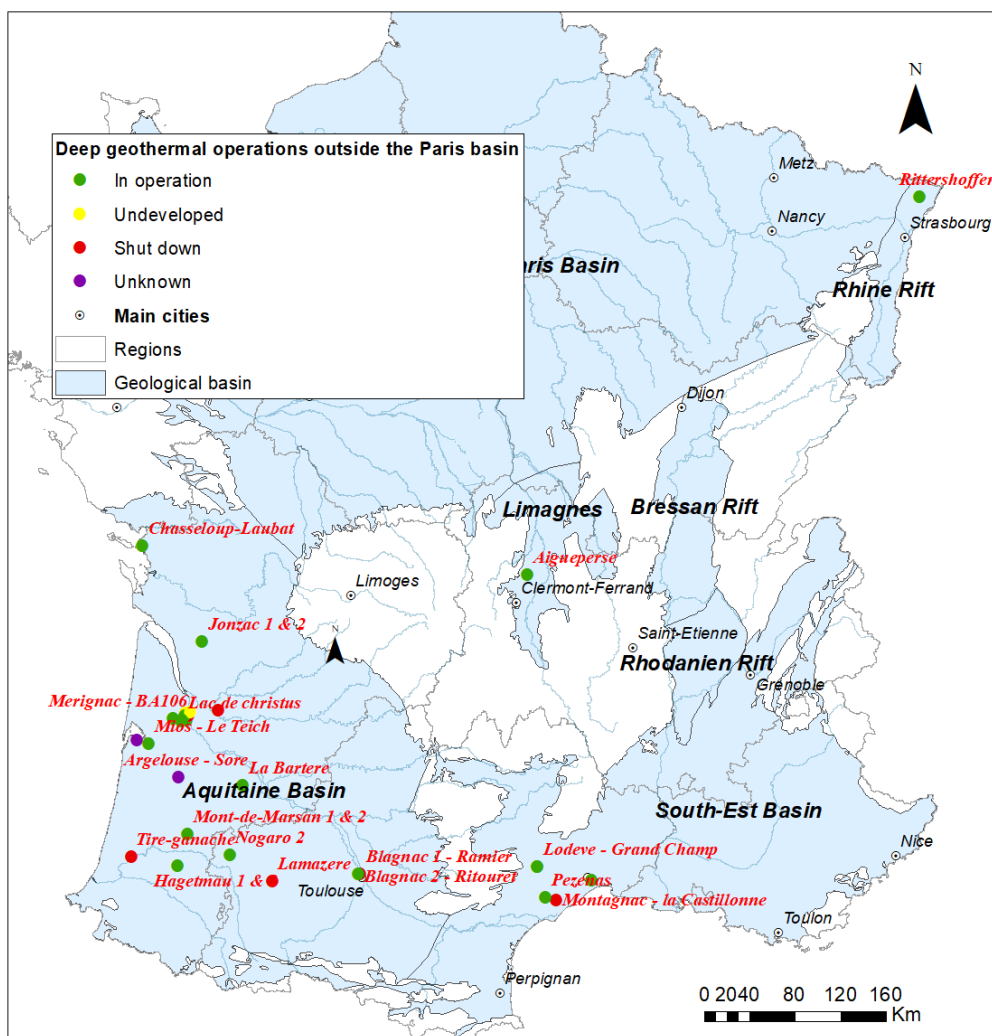 N
Deep geothermal operations outside the Paris basin
In operation
Undeveloped
Shut down
Unknown
Main cities
Regions
Geological basin
Metz
Rittershoffen
Nancy
Strasbourg
aris Basin
Rhine Rift
Dijon
Limagnes
Bressan Rift
Chasseloup-Laubat
Aigueperse
Limoges
Clermont-Ferrand
Jonzac 1 & 2
N
Saint-Etienne
Rhodanien Rift
Grenoble
Merignac - BA106
Lac de christus
Mios - Le Teich
Argelouse - Sore
La Bartere
Aquitaine Basin
South-Est Basin
Mont-de-Marsan 1 & 2
Tire-ganache
Nogaro 2
Nice
Hagetmau 1 &
Lamazere
Blagnac 1 - Ramier
Lodeve - Grand Champ
Toulouse
Blagnac 2 - Ritouret
Pezenas
Montagnac - la Castillonne
Toulon
Perpignan
0 20 40 80 120 160
Km